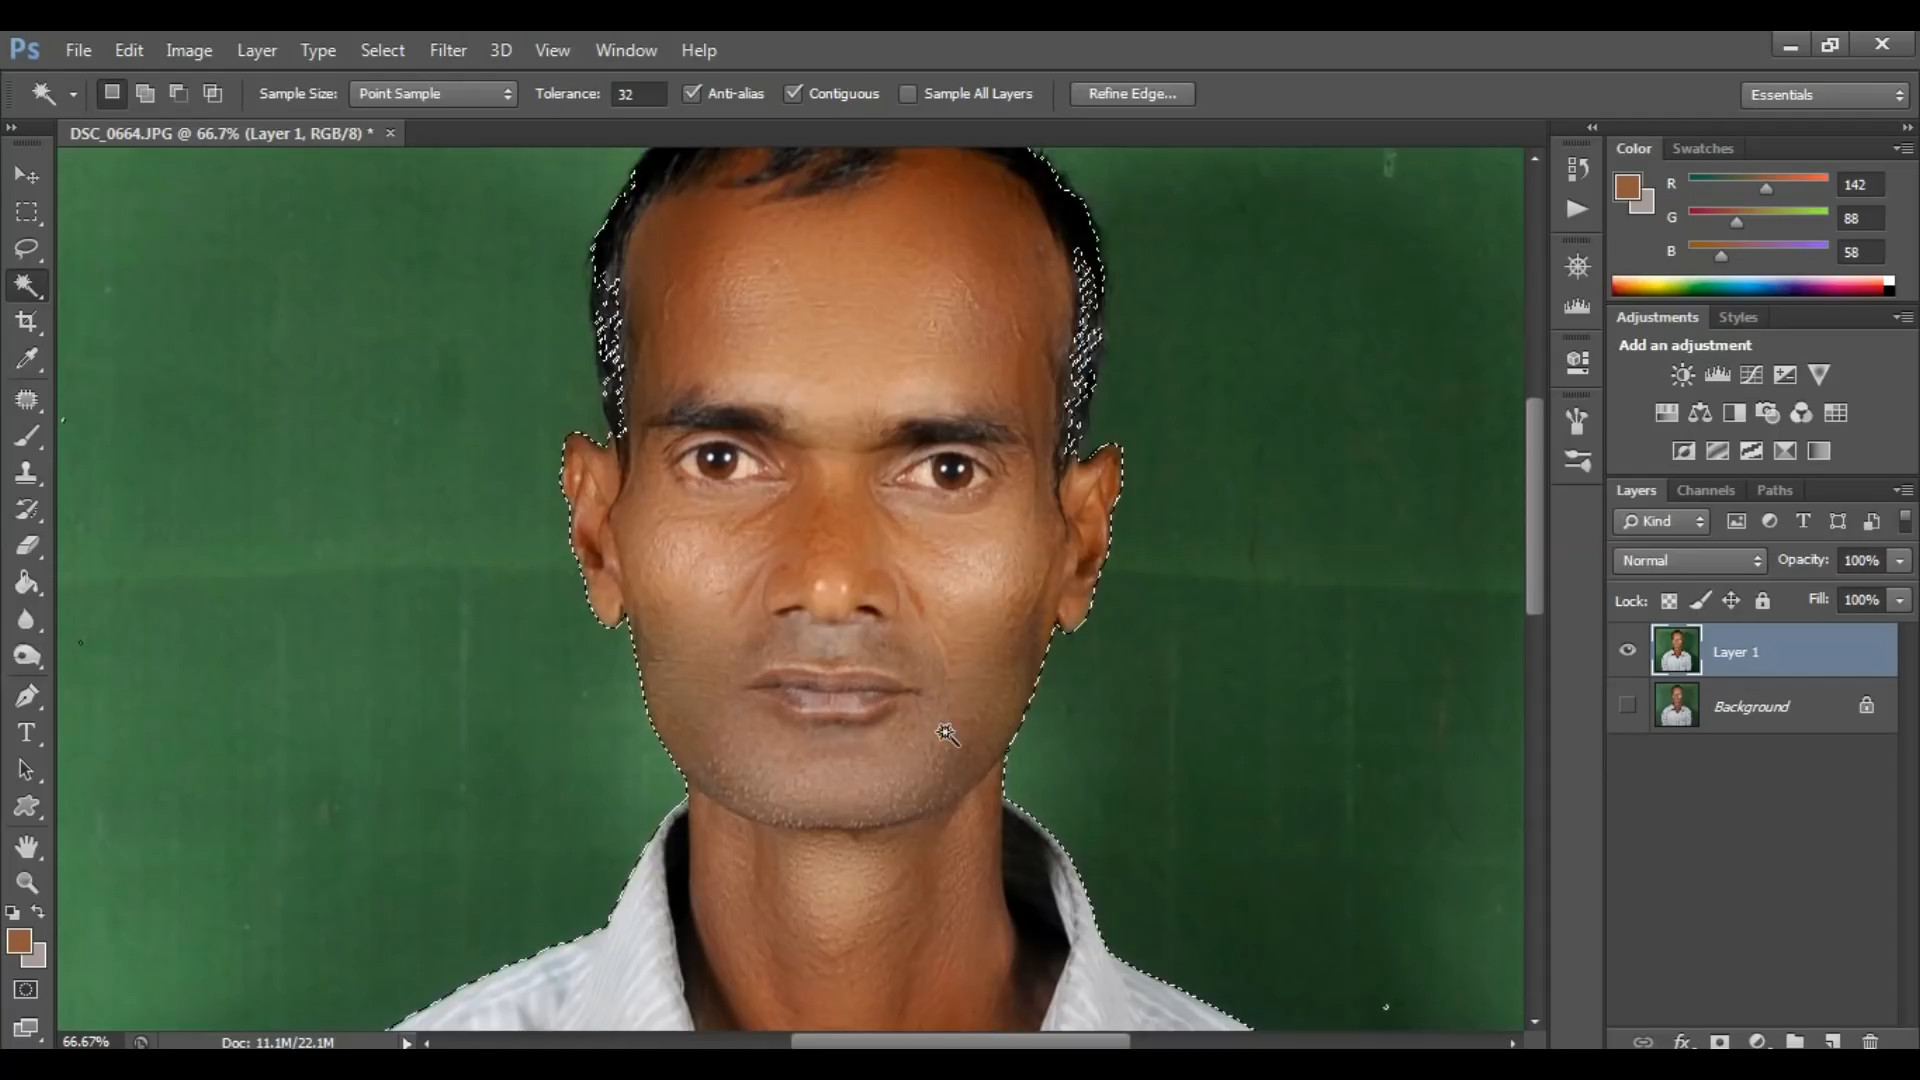 Ps File Edit Image Layer Type Select Filter 3D View Window Help
Sample Size: Point Sample Tolerance: 32 Anti-alias Contiguous Sample All Layers Refine Edge... Essentials
DSC_0664.JPG @ 66.7% (Layer 1, RGB/8) *
Color Swatches
R 142
G 88
B 58
Adjustments Styles
Add an adjustment
Layers Channels Paths
Kind
Normal Opacity: 100%
Lock: Fill: 100%
Layer 1
Background
66.67% Doc: 11.1M/22.1M